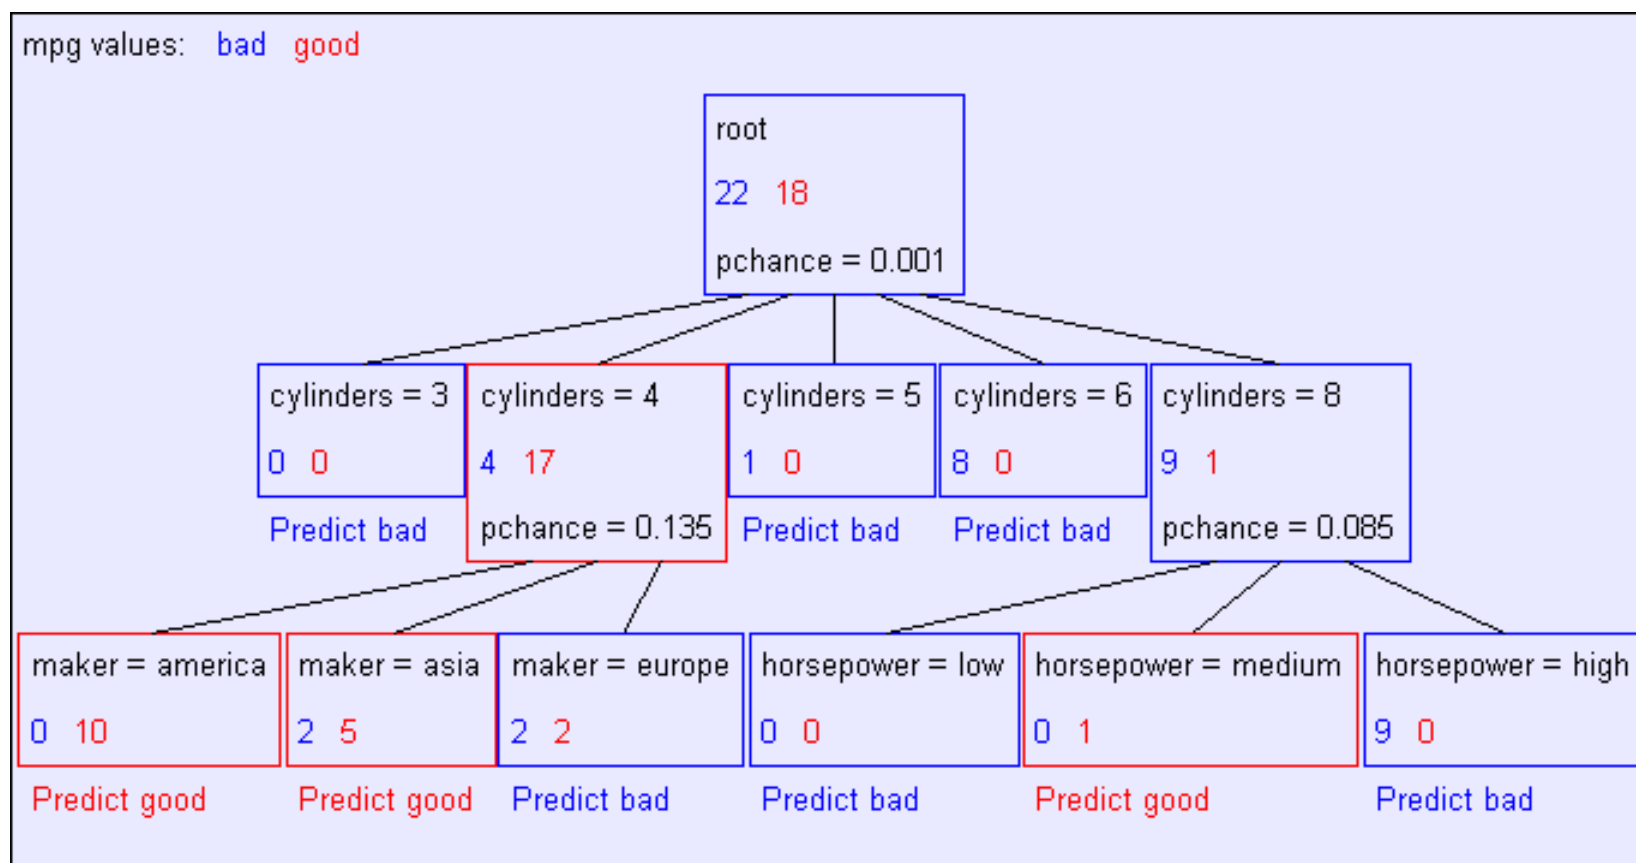 mpg values: bad good
root
22 18
pchance = 0.001
cylinders = 3 cylinders = 4 cylinders = 5 cylinders = 6 cylinders = 8
0 0 4 17 1 0 8 0 9 1
Predict bad pchance = 0.135 Predict bad Predict bad pchance = 0.085
maker = america maker = asia maker = europe horsepower = low horsepower = medium horsepower = high
0 10 2 5 2 2 0 0 0 1 9 0
Predict good Predict good Predict bad Predict bad Predict good Predict bad